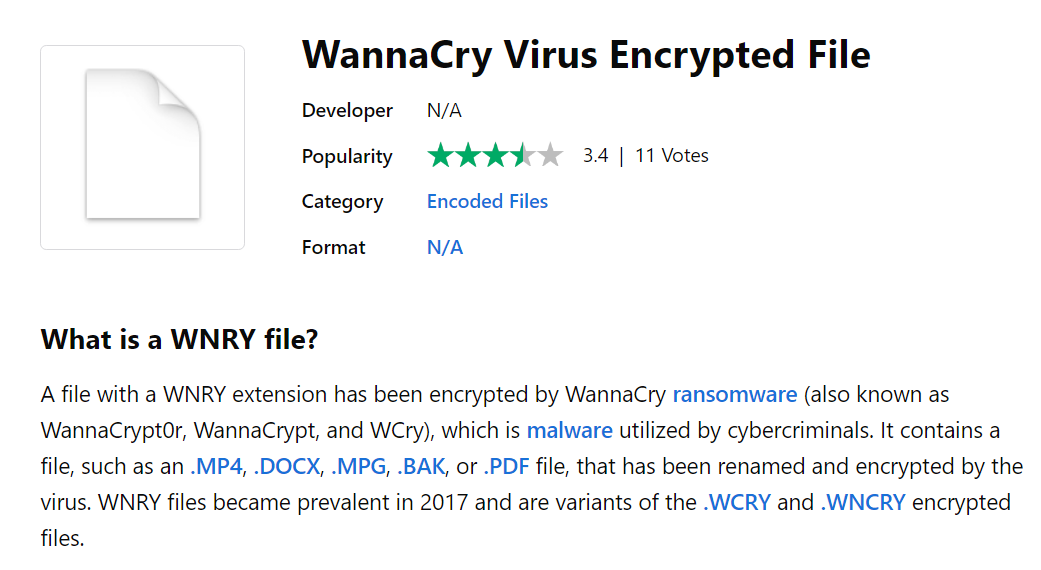 WannaCry Virus Encrypted File
Developer N/A
Popularity 3.4 | 11 Votes
Category Encoded Files
Format N/A
What is a WNRY file?
A file with a WNRY extension has been encrypted by WannaCry ransomware (also known as
WannaCrypt0r, WannaCrypt, and WCry), which is malware utilized by cybercriminals. It contains a
file, such as an .MP4, .DOCX, .MPG, .BAK, or .PDF file, that has been renamed and encrypted by the
virus. WNRY files became prevalent in 2017 and are variants of the .WCRY and .WNCRY encrypted
files.